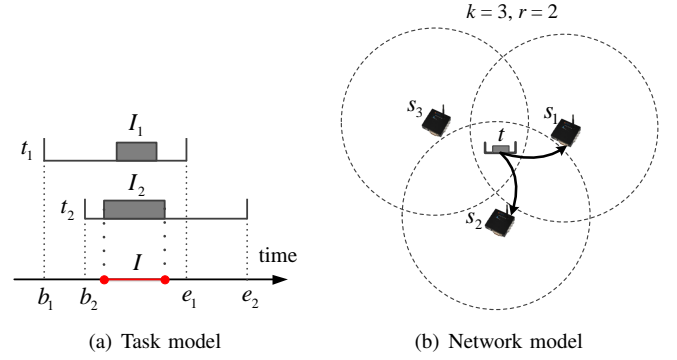 k = 3, r = 2
I₁
t₁
I₂
t₂
I
time
b₁ b₂ e₁ e₂
s₃
s₁
t
s₂
(a) Task model
(b) Network model